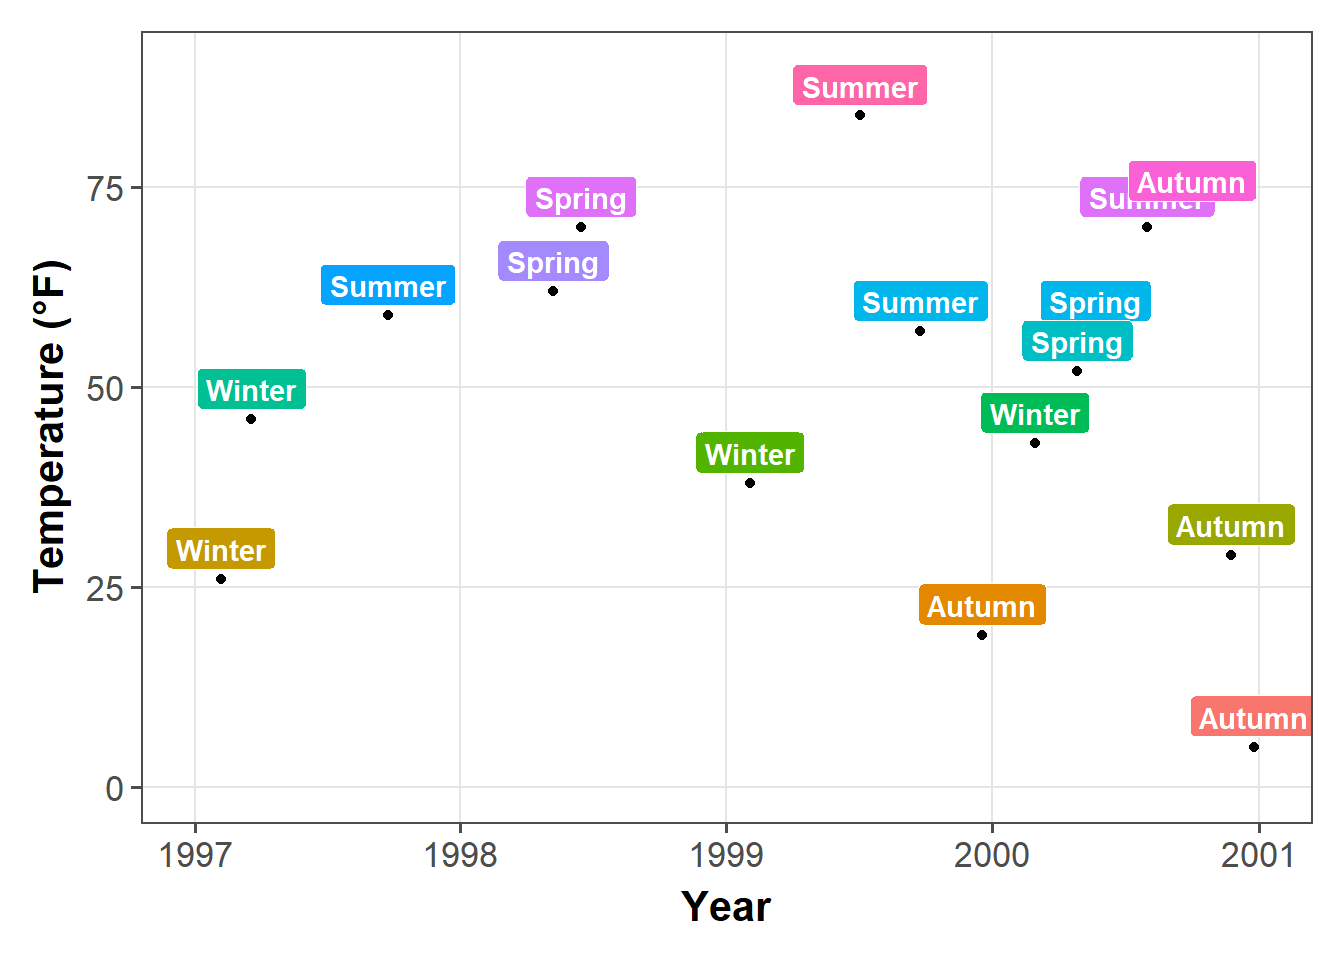 Summer
75
Spring
Summer
Autumn
Spring
Summer
Summer
Spring
Spring
50
Winter
Winter
Winter
Winter
Autumn
25
Autumn
Autumn
0
1997 1998 1999 2000 2001
Year
Temperature (°F)